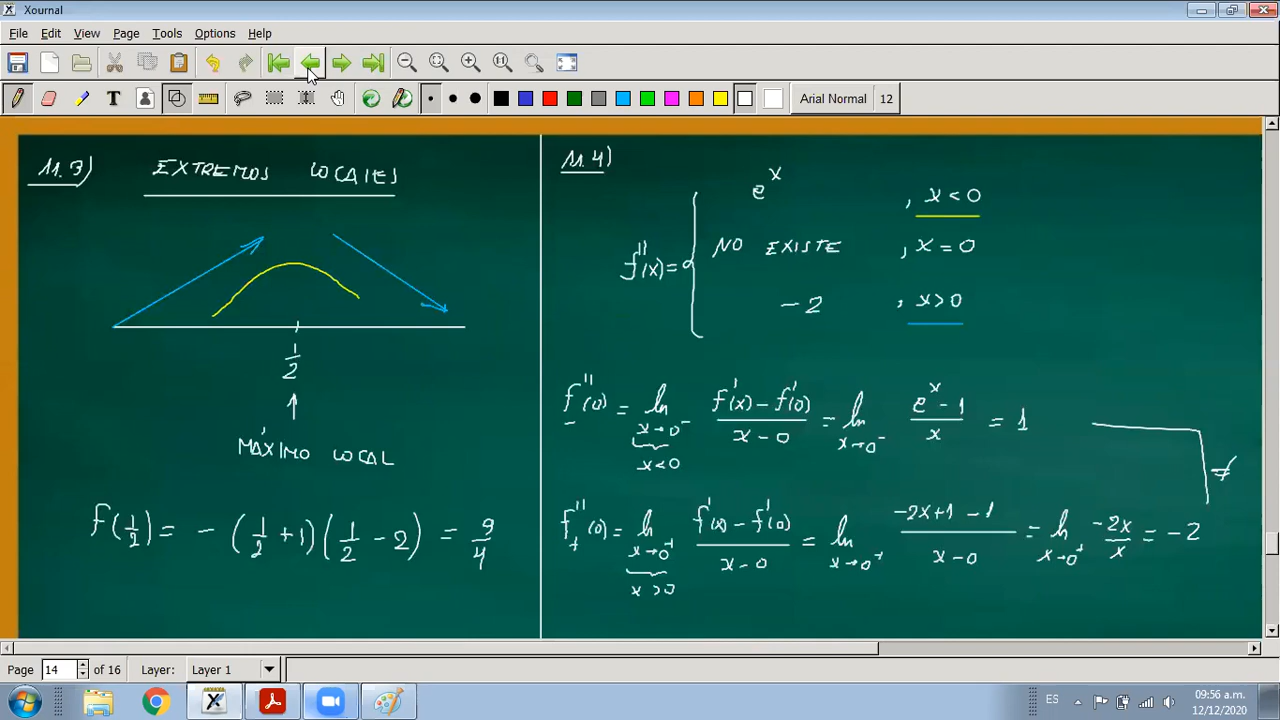 Xournal
File Edit View Page Tools Options Help
Arial Normal 12
11.3) EXTREMOS LOCALES
1/2
MÁXIMO LOCAL
f(1/2) = -(1/2 + 1)(1/2 - 2) = 9/4
11.4)
f''(x) = {
e^x , x < 0
NO EXISTE , x = 0
-2 , x > 0
f''_-(0) = lim x→0^- f'(x) - f'(0) / x - 0 = lim x→0^- e^x - 1 / x = 1
x < 0
≠
f''_+(0) = lim x→0^+ f'(x) - f'(0) / x - 0 = lim x→0^+ -2x+1 -1 / x - 0 = lim x→0^+ -2x / x = -2
x > 0
Page 14 of 16 Layer: Layer 1
ES 09:56 a.m.
12/12/2020